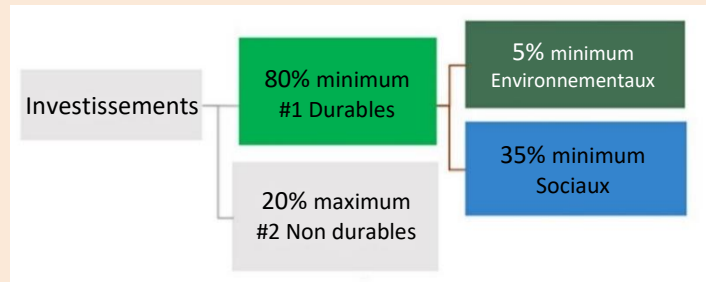 Investissements
80% minimum
#1 Durables
20% maximum
#2 Non durables
5% minimum
Environnementaux
35% minimum
Sociaux